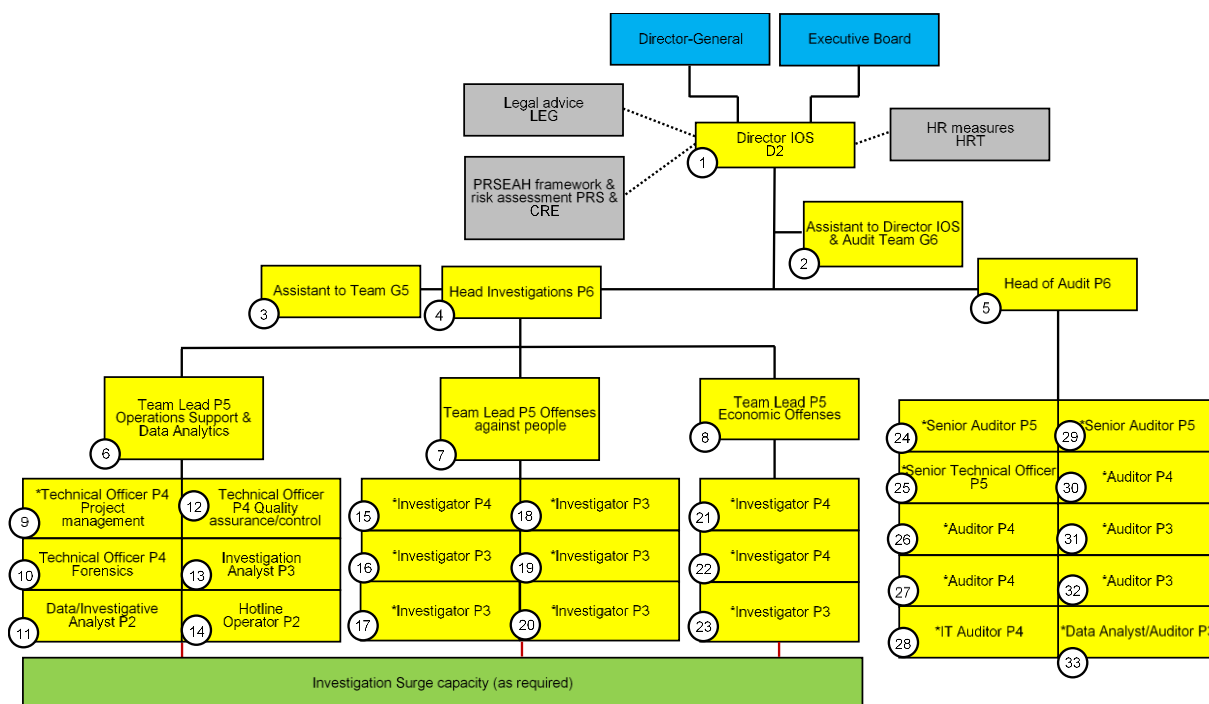 Director-General
Executive Board
Legal advice
LEG
Director IOS
D2
1
HR measures
HRT
PRSEAH framework &
risk assessment PRS &
CRE
Assistant to Director IOS
& Audit Team G6
2
Assistant to Team G5
3
Head Investigations P6
4
Head of Audit P6
5
Team Lead P5
Operations Support &
Data Analytics
6
Team Lead P5 Offenses
against people
7
Team Lead P5
Economic Offenses
8
*Technical Officer P4
Project
management
9
Technical Officer
P4 Quality
assurance/control
12
Technical Officer P4
Forensics
10
Investigation
Analyst P3
13
Data/Investigative
Analyst P2
11
Hotline
Operator P2
14
*Investigator P4
15
*Investigator P3
18
*Investigator P3
16
*Investigator P3
19
*Investigator P3
17
*Investigator P3
20
*Investigator P4
21
*Investigator P4
22
*Investigator P3
23
*Senior Auditor P5
24
*Senior Auditor P5
29
*Senior Technical Officer
P5
25
*Auditor P4
30
*Auditor P4
26
*Auditor P3
31
*Auditor P4
27
*Auditor P3
32
*IT Auditor P4
28
*Data Analyst/Auditor P3
33
Investigation Surge capacity (as required)